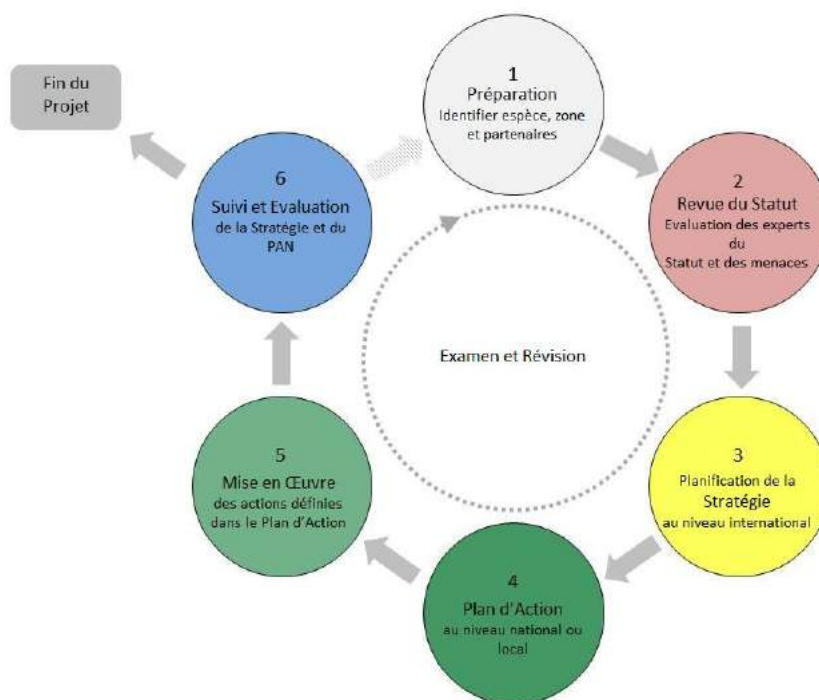 Fin du
Projet
1
Préparation
Identifier espèce, zone
et partenaires
2
Revue du Statut
Evaluation des experts
du
Statut et des menaces
3
Planification de la
Stratégie
au niveau international
4
Plan d'Action
au niveau national ou
local
5
Mise en Œuvre
des actions définies
dans le Plan d'Action
6
Suivi et Evaluation
de la Stratégie et du
PAN
Examen et Révision